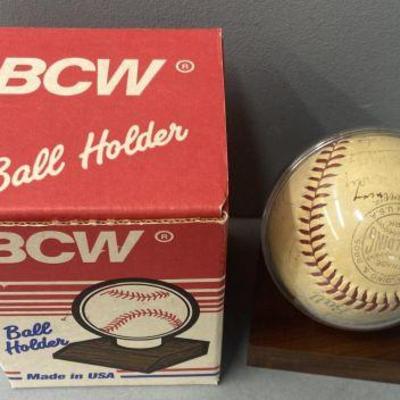 BCW®
Ball Holder
BCW®
Ball
Holder
Made in USA